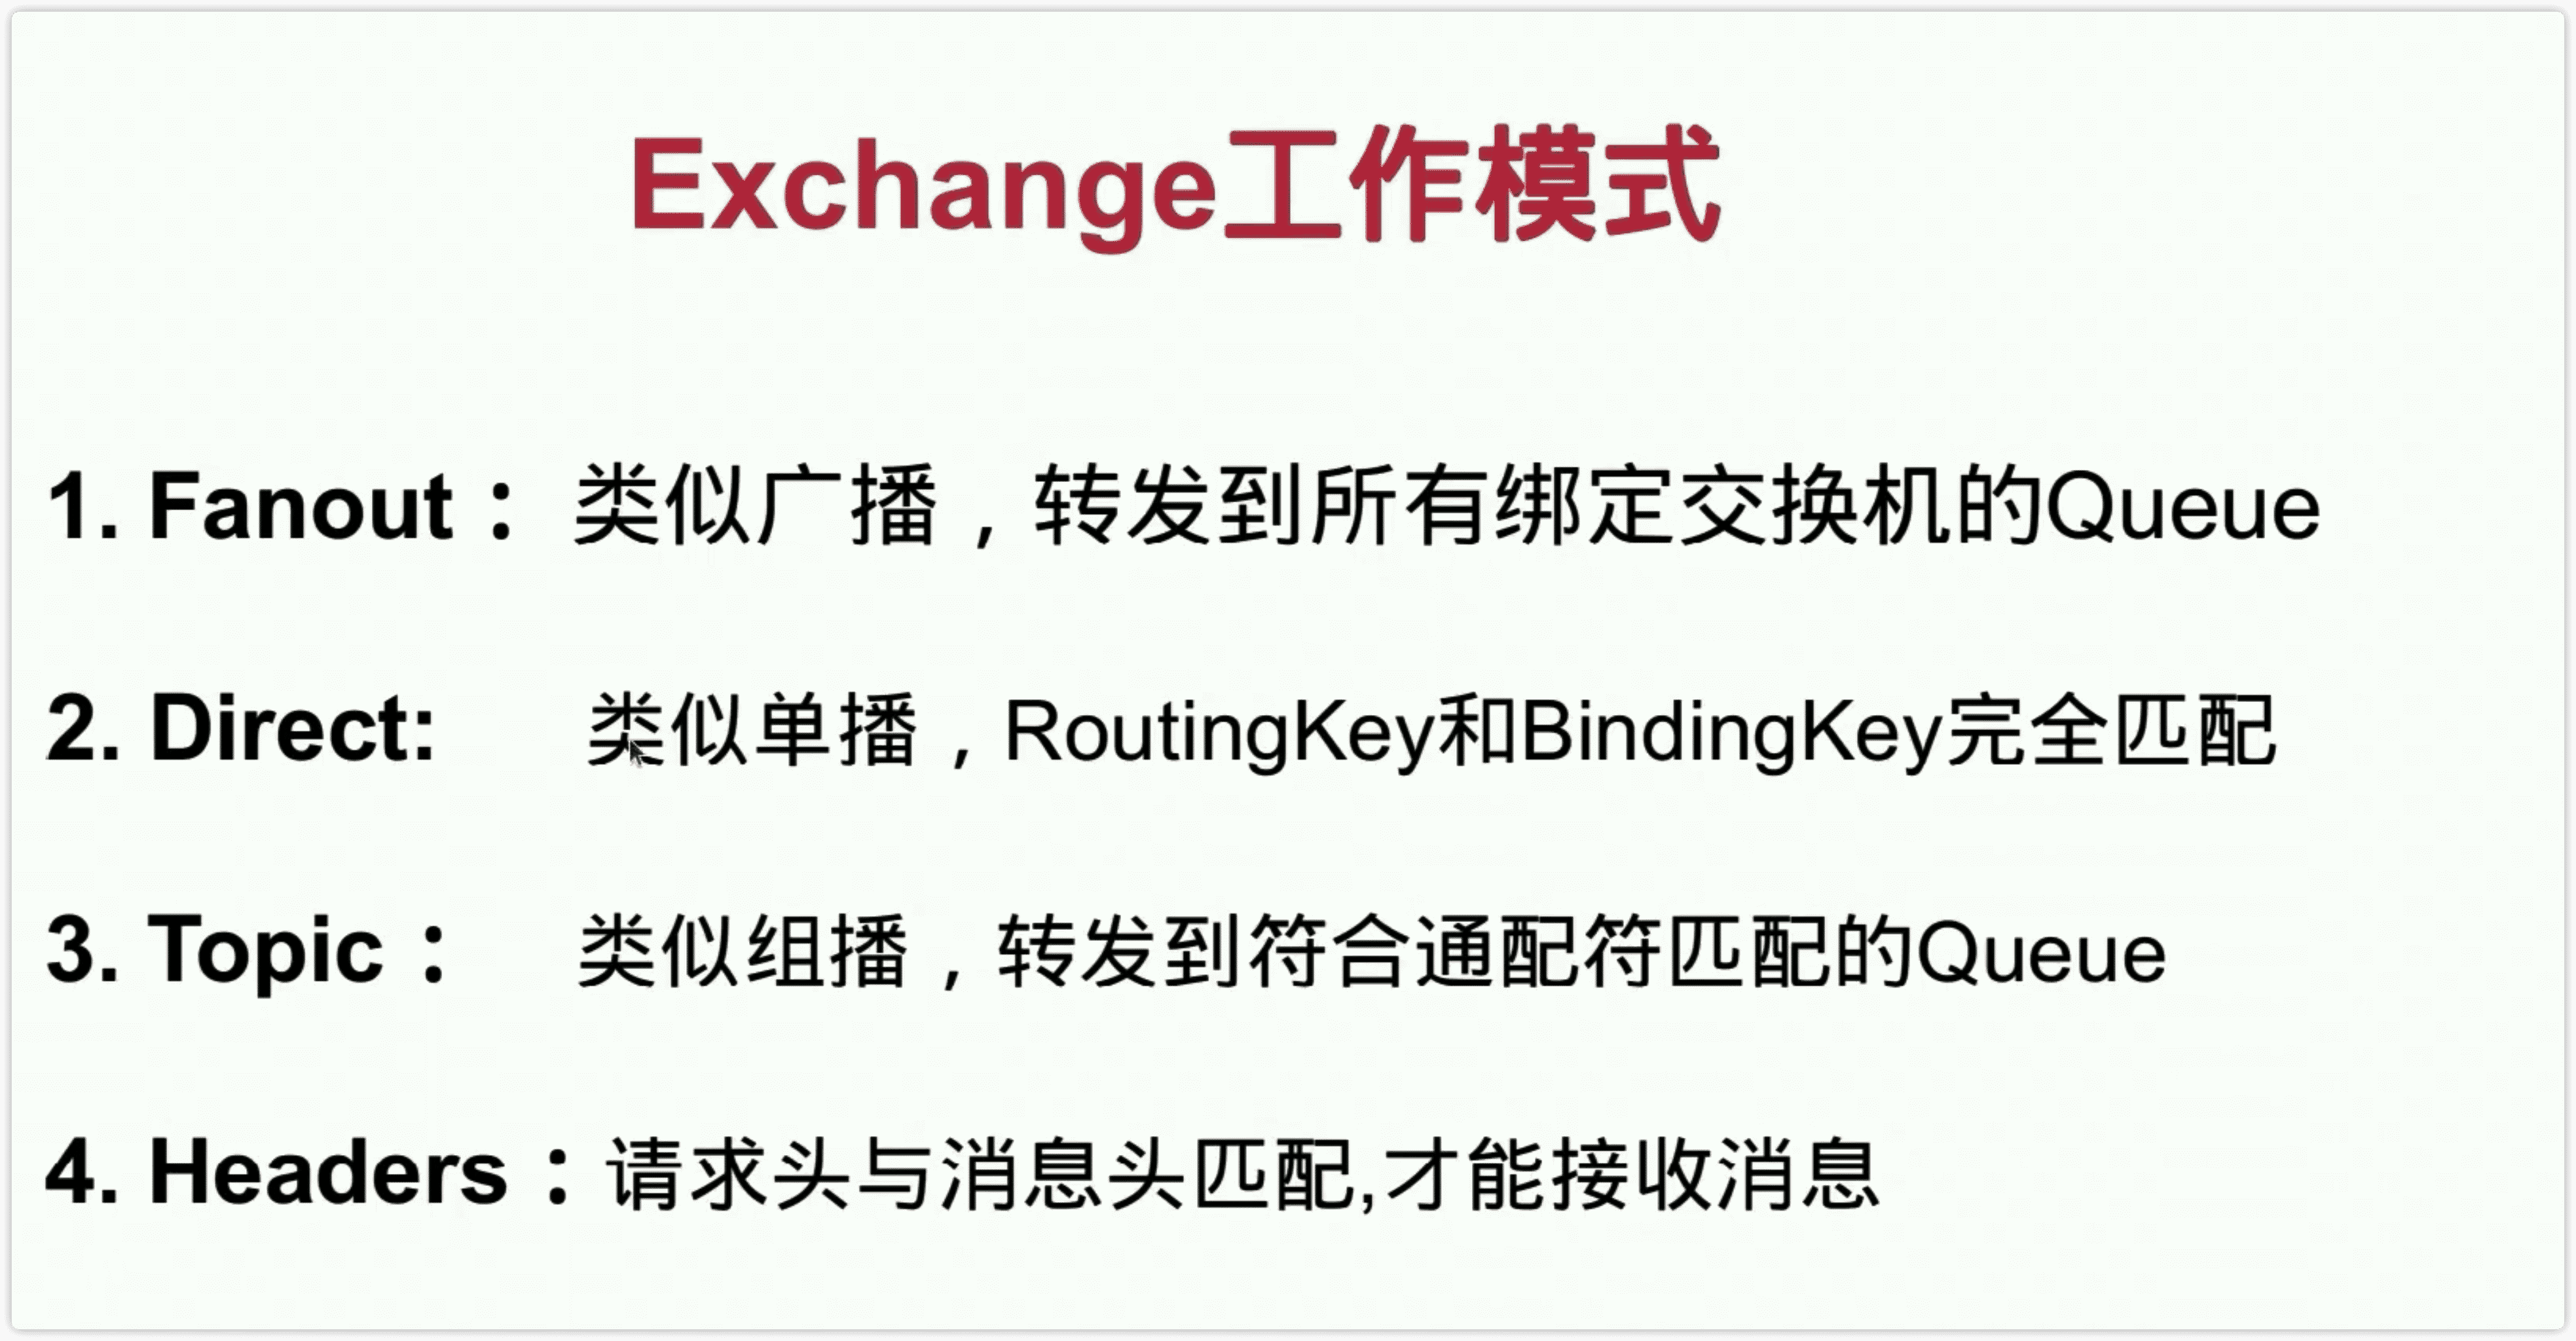 Exchange工作模式
1. Fanout： 类似广播，转发到所有绑定交换机的Queue
2. Direct: 类似单播，RoutingKey和BindingKey完全匹配
3. Topic： 类似组播，转发到符合通配符匹配的Queue
4. Headers：请求头与消息头匹配,才能接收消息